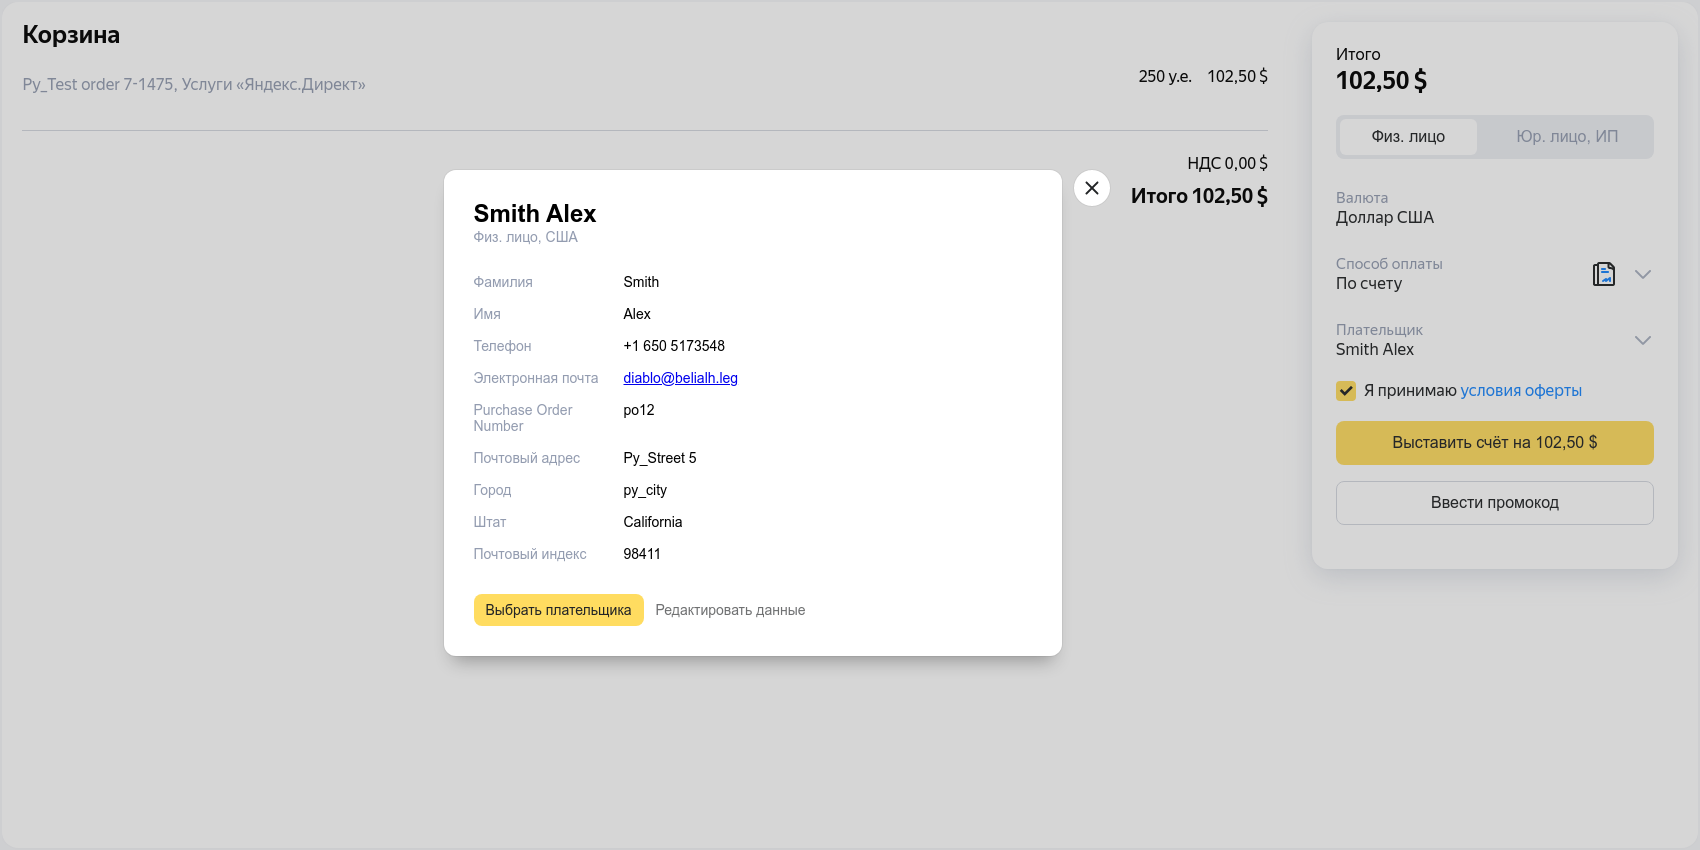 Корзина
Py_Test order 7-1475, Услуги «Яндекс.Директ»
250 у.е. 102,50 $
НДС 0,00 $
Итого 102,50 $
Smith Alex
Физ. лицо, США
Фамилия Smith
Имя Alex
Телефон +1 650 5173548
Электронная почта diablo@belialh.leg
Purchase Order po12
Number
Почтовый адрес Py_Street 5
Город py_city
Штат California
Почтовый индекс 98411
Выбрать плательщика Редактировать данные
Итого
102,50 $
Физ. лицо Юр. лицо, ИП
Валюта
Доллар США
Способ оплаты
По счету
Плательщик
Smith Alex
Я принимаю условия оферты
Выставить счёт на 102,50 $
Ввести промокод